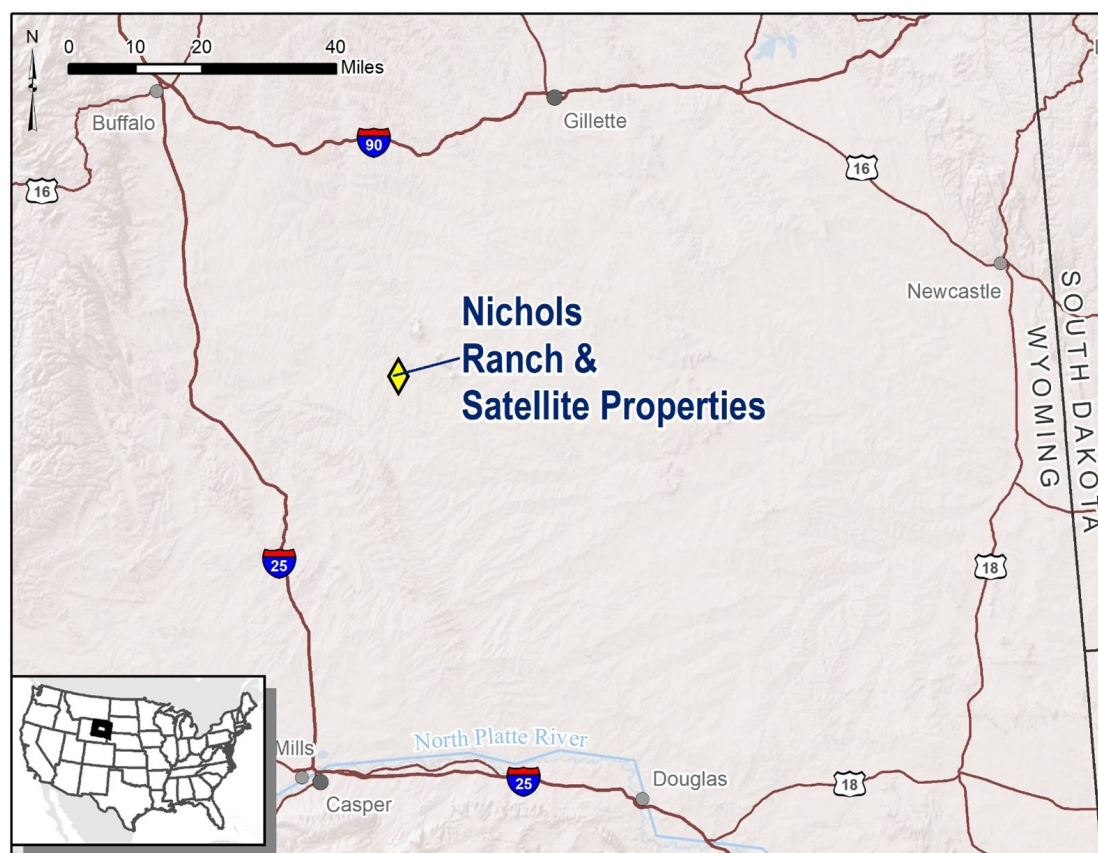 N
0 10 20 40
Miles
Buffalo
Gillette
90
16
16
Newcastle
Nichols
Ranch &
Satellite Properties
SOUTH DAKOTA
WYOMING
25
18
Mills
North Platte River
Casper
25
Douglas
18